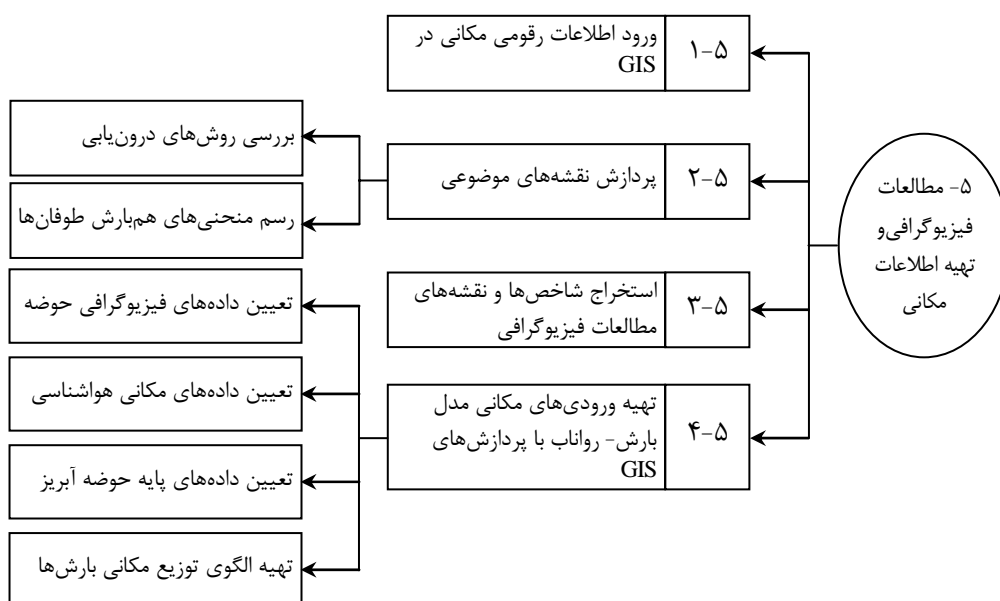 ۵- مطالعات
فیزیوگرافی‌و
تهیه اطلاعات
مکانی
۱-۵
ورود اطلاعات رقومی مکانی در
GIS
۲-۵
پردازش نقشه‌های موضوعی
بررسی روش‌های درون‌یابی
رسم منحنی‌های هم‌بارش طوفان‌ها
۳-۵
استخراج شاخص‌ها و نقشه‌های
مطالعات فیزیوگرافی
۴-۵
تهیه ورودی‌های مکانی مدل
بارش- رواناب با پردازش‌های
GIS
تعیین داده‌های فیزیوگرافی حوضه
تعیین داده‌های مکانی هواشناسی
تعیین داده‌های پایه حوضه آبریز
تهیه الگوی توزیع مکانی بارش‌ها